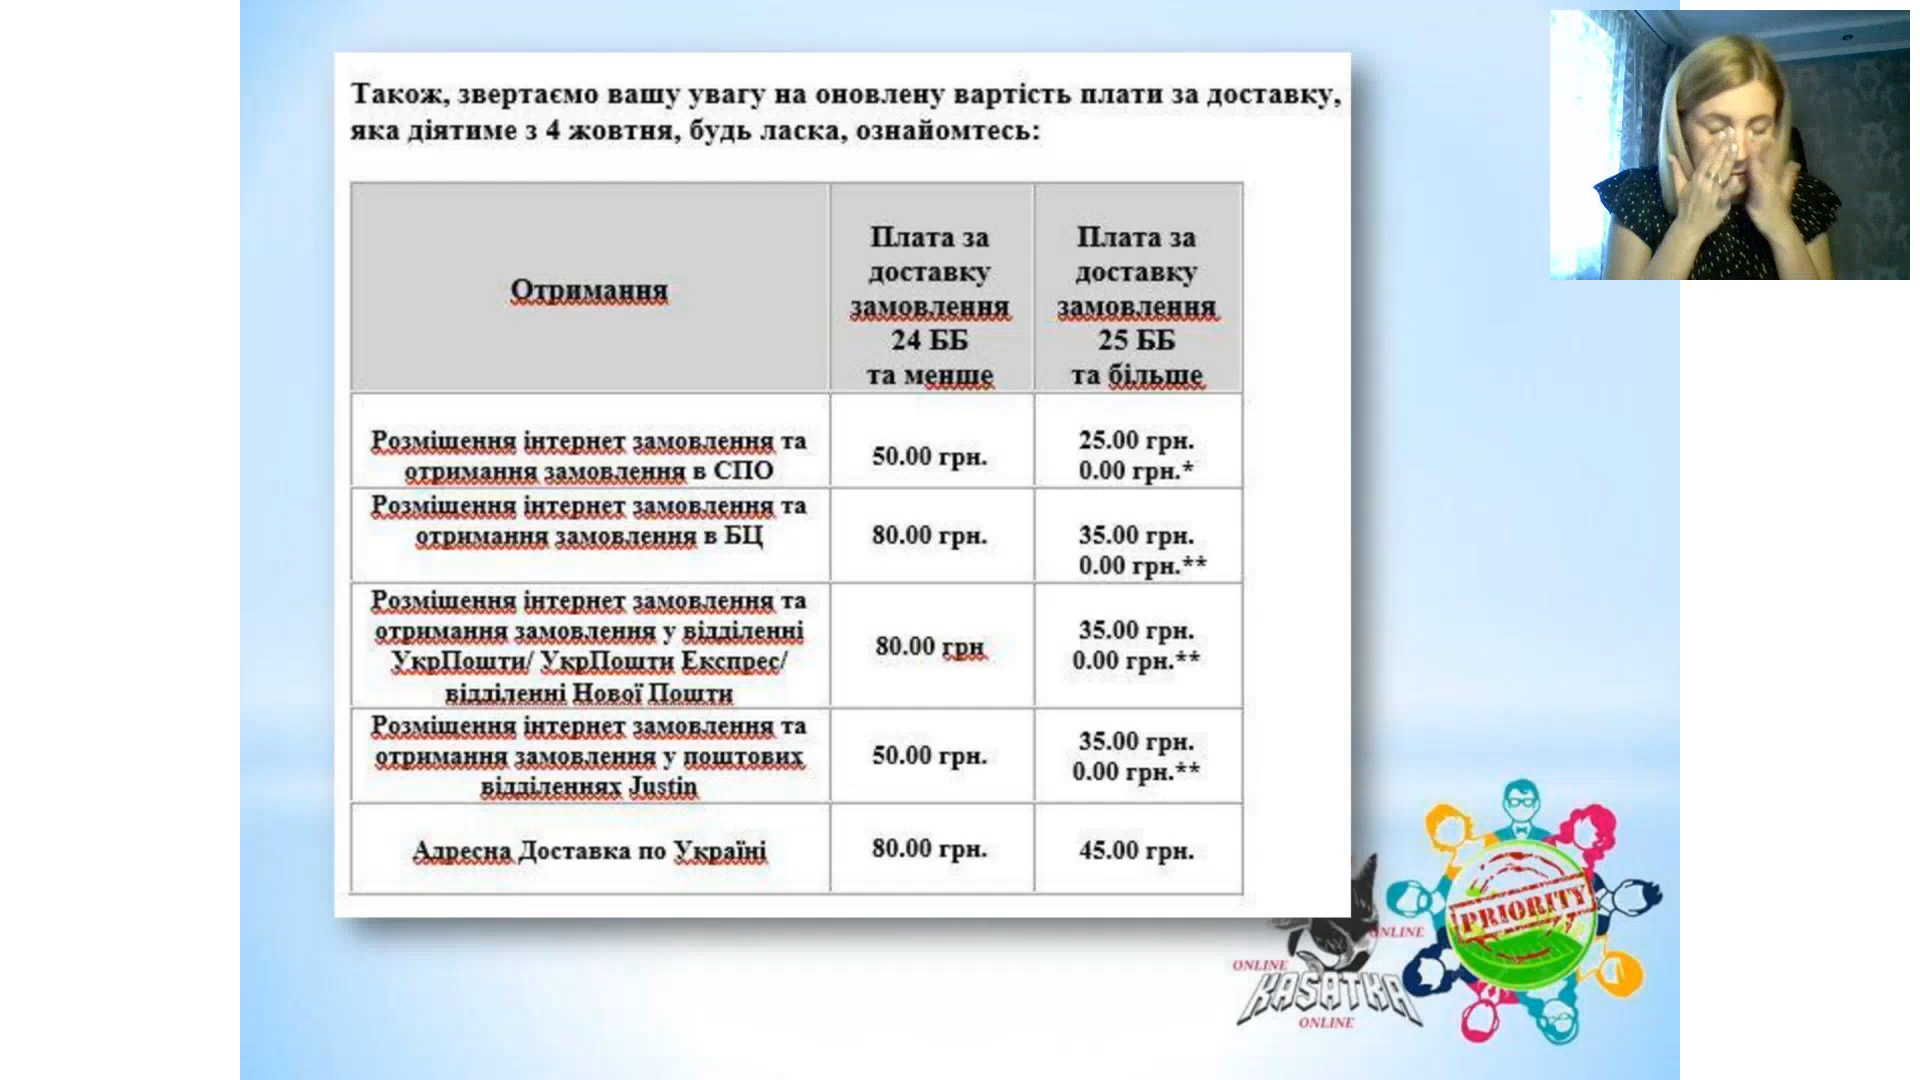 Також, звертаємо вашу увагу на оновлену вартість плати за доставку,
яка діятиме з 4 жовтня, будь ласка, ознайомтесь:
Отримання
Плата за
доставку
замовлення
24 ББ
та менше
Плата за
доставку
замовлення
25 ББ
та більше
Розміщення інтернет замовлення та
отримання замовлення в СПО
50.00 грн.
25.00 грн.
0.00 грн.*
Розміщення інтернет замовлення та
отримання замовлення в БЦ
80.00 грн.
35.00 грн.
0.00 грн.**
Розміщення інтернет замовлення та
отримання замовлення у відділенні
УкрПошти/ УкрПошти Експрес/
відділенні Нової Пошти
80.00 грн
35.00 грн.
0.00 грн.**
Розміщення інтернет замовлення та
отримання замовлення у поштових
відділеннях Justin
50.00 грн.
35.00 грн.
0.00 грн.**
Адресна Доставка по Україні
80.00 грн.
45.00 грн.
PRIORITY
ONLINE
ONLINE
KASATKA
ONLINE